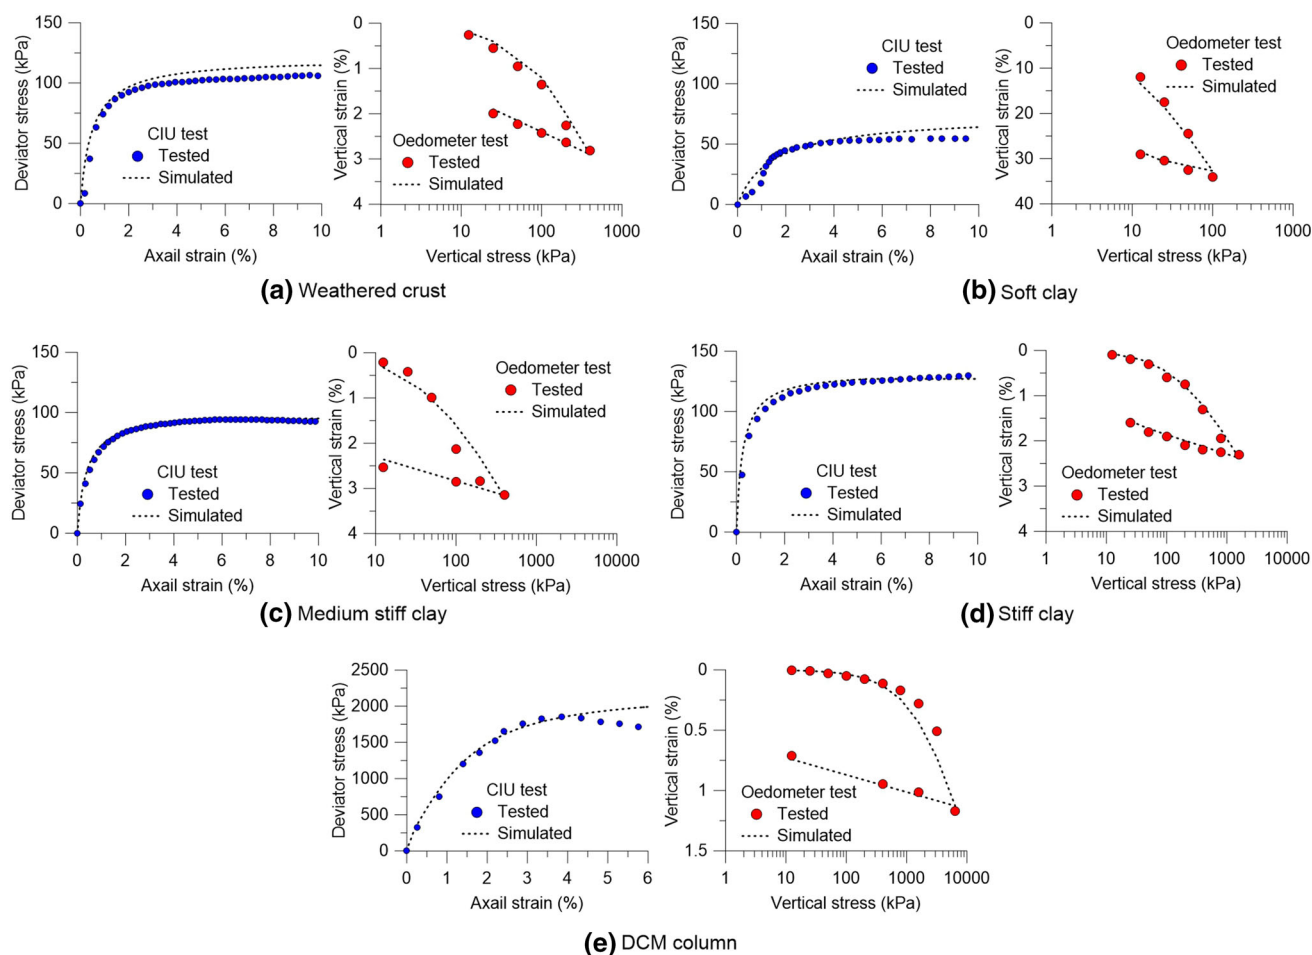 150
100
50
0
Deviator stress (kPa)
CIU test
Tested
Simulated
0 2 4 6 8 10
Axail strain (%)
0
1
2
3
4
Vertical strain (%)
Oedometer test
Tested
Simulated
1 10 100 1000
Vertical stress (kPa)
(a) Weathered crust
150
100
50
0
Deviator stress (kPa)
CIU test
Tested
Simulated
0 2 4 6 8 10
Axail strain (%)
0
10
20
30
40
Vertical strain (%)
Oedometer test
Tested
Simulated
1 10 100 1000
Vertical stress (kPa)
(b) Soft clay
150
100
50
0
Deviator stress (kPa)
CIU test
Tested
Simulated
0 2 4 6 8 10
Axail strain (%)
0
1
2
3
4
Vertical strain (%)
Oedometer test
Tested
Simulated
10 100 1000 10000
Vertical stress (kPa)
(c) Medium stiff clay
150
100
50
0
Deviator stress (kPa)
CIU test
Tested
Simulated
0 2 4 6 8 10
Axail strain (%)
0
1
2
3
4
Vertical strain (%)
Oedometer test
Tested
Simulated
1 10 100 1000 10000
Vertical stress (kPa)
(d) Stiff clay
2500
2000
1500
1000
500
0
Deviator stress (kPa)
CIU test
Tested
Simulated
0 1 2 3 4 5 6
Axail strain (%)
0
0.5
1
1.5
Vertical strain (%)
Oedometer test
Tested
Simulated
1 10 100 1000 10000
Vertical stress (kPa)
(e) DCM column